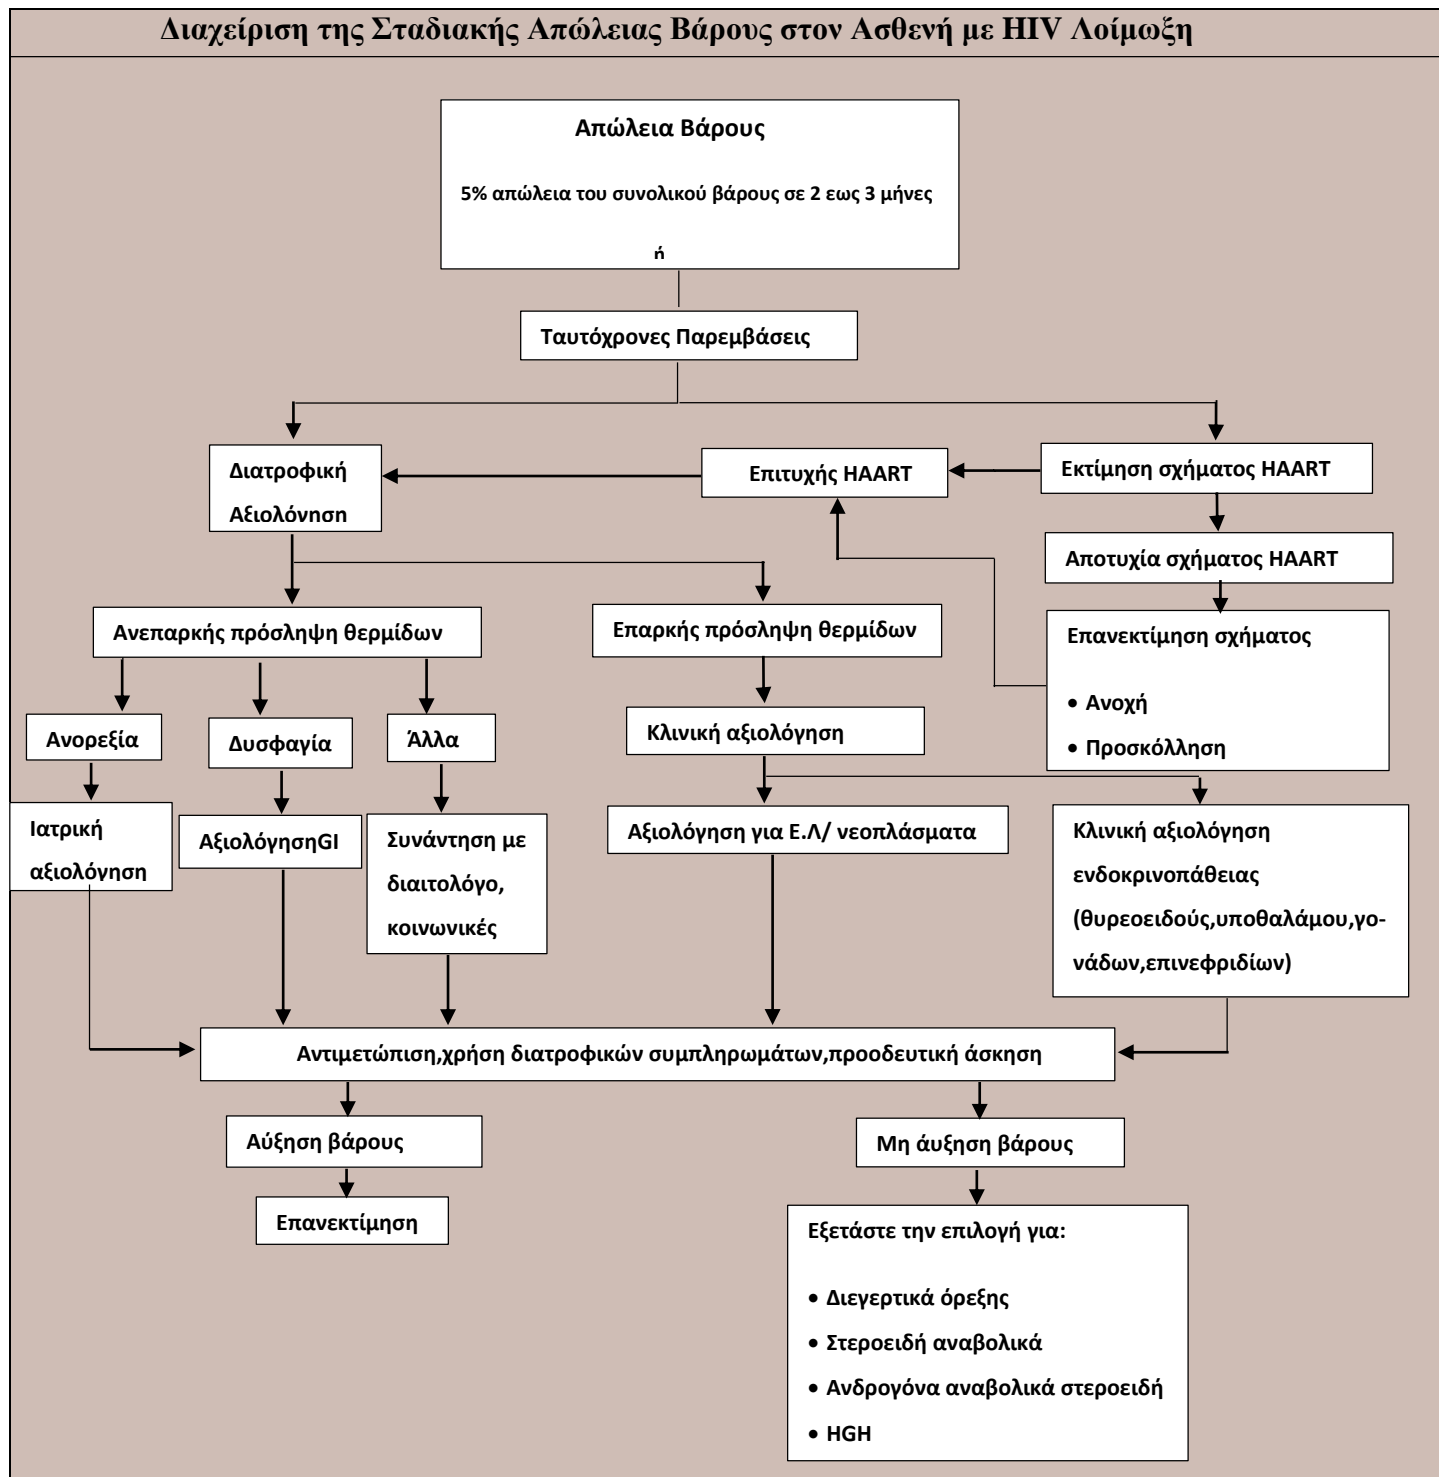 Διαχείριση της Σταδιακής Απώλειας Βάρους στον Ασθενή με HIV Λοίμωξη
Απώλεια Βάρους
5% απώλεια του συνολικού βάρους σε 2 εως 3 μήνες
ή
Ταυτόχρονες Παρεμβάσεις
Διατροφική
Αξιολόγηση
Επιτυχής HAART
Εκτίμηση σχήματος HAART
Αποτυχία σχήματος HAART
Ανεπαρκής πρόσληψη θερμίδων
Επαρκής πρόσληψη θερμίδων
Επανεκτίμηση σχήματος
• Ανοχή
• Προσκόλληση
Ανορεξία
Δυσφαγία
Άλλα
Κλινική αξιολόγηση
Ιατρική
αξιολόγηση
ΑξιολόγησηGI
Συνάντηση με
διαιτολόγο,
κοινωνικές
Αξιολόγηση για Ε.Λ/ νεοπλάσματα
Κλινική αξιολόγηση
ενδοκρινοπάθειας
(θυρεοειδούς,υποθαλάμου,γο-
νάδων,επινεφριδίων)
Αντιμετώπιση,χρήση διατροφικών συμπληρωμάτων,προοδευτική άσκηση
Αύξηση βάρους
Μη άυξηση βάρους
Επανεκτίμηση
Εξετάστε την επιλογή για:
• Διεγερτικά όρεξης
• Στεροειδή αναβολικά
• Ανδρογόνα αναβολικά στεροειδή
• HGH